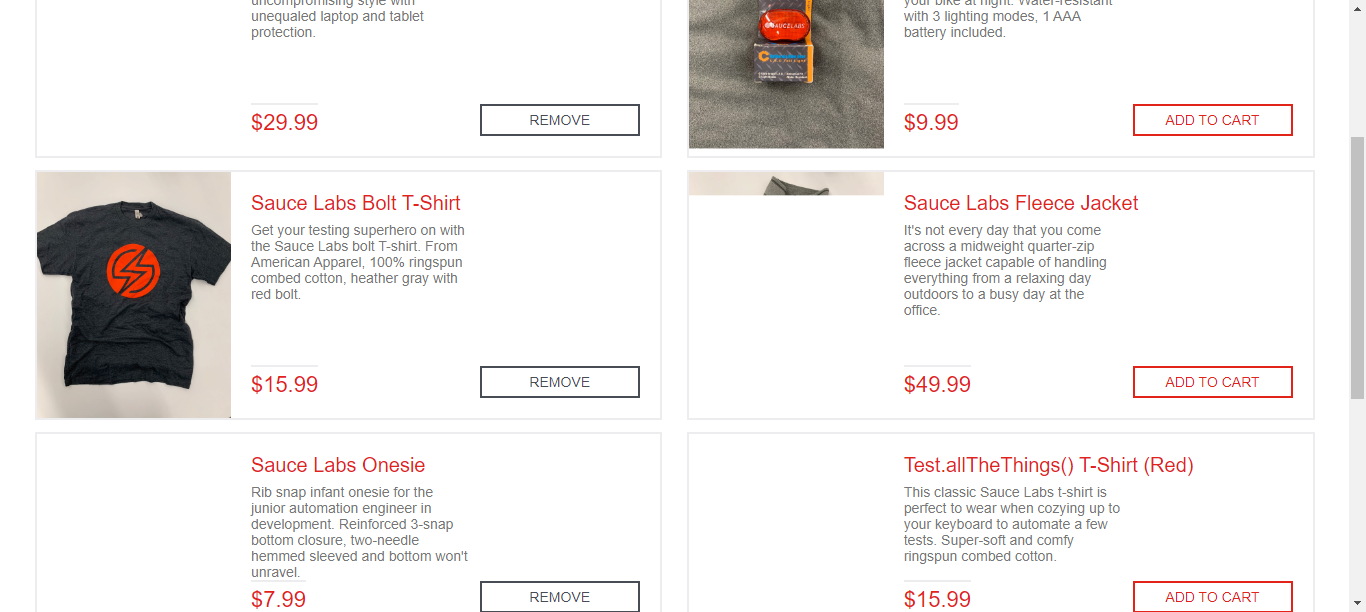 uncompromising style with
unequaled laptop and tablet
protection.
$29.99
REMOVE
your bike at night. Water-resistant
with 3 lighting modes, 1 AAA
battery included.
$9.99
ADD TO CART
SAUCELABS
Sauce Labs Bolt T-Shirt
Get your testing superhero on with
the Sauce Labs bolt T-shirt. From
American Apparel, 100% ringspun
combed cotton, heather gray with
red bolt.
$15.99
REMOVE
Sauce Labs Fleece Jacket
It's not every day that you come
across a midweight quarter-zip
fleece jacket capable of handling
everything from a relaxing day
outdoors to a busy day at the
office.
$49.99
ADD TO CART
Sauce Labs Onesie
Rib snap infant onesie for the
junior automation engineer in
development. Reinforced 3-snap
bottom closure, two-needle
hemmed sleeved and bottom won't
unravel.
$7.99
REMOVE
Test.allTheThings() T-Shirt (Red)
This classic Sauce Labs t-shirt is
perfect to wear when cozying up to
your keyboard to automate a few
tests. Super-soft and comfy
ringspun combed cotton.
$15.99
ADD TO CART